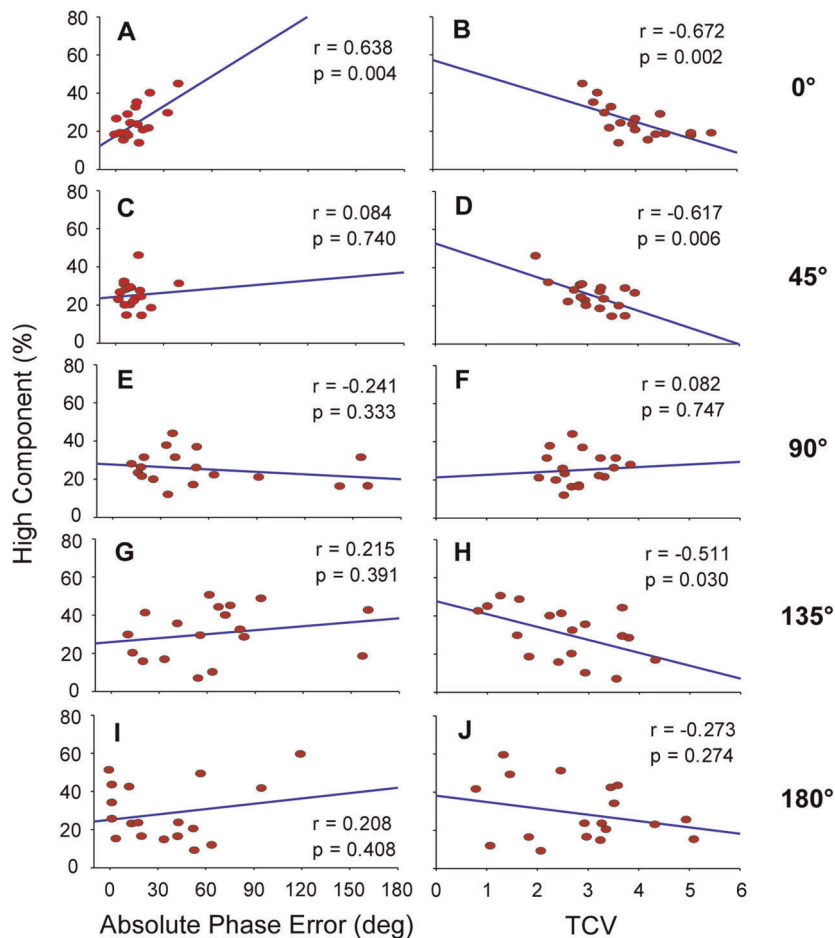 80
A
r = 0.638
p = 0.004
60
40
20
0
B
r = -0.672
p = 0.002
0°
80
C
r = 0.084
p = 0.740
60
40
20
0
D
r = -0.617
p = 0.006
45°
80
E
r = -0.241
p = 0.333
60
40
20
0
F
r = 0.082
p = 0.747
90°
80
G
r = 0.215
p = 0.391
60
40
20
0
H
r = -0.511
p = 0.030
135°
80
I
r = 0.208
p = 0.408
60
40
20
0
J
r = -0.273
p = 0.274
180°
High Component (%)
0 30 60 90 120 150 180
Absolute Phase Error (deg)
0 1 2 3 4 5 6
TCV